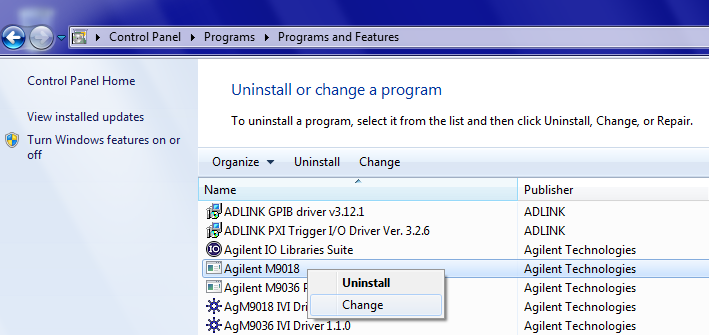 Control Panel Programs Programs and Features
Control Panel Home
View installed updates
Turn Windows features on or
off
Uninstall or change a program
To uninstall a program, select it from the list and then click Uninstall, Change, or Repair.
Organize Uninstall Change
Name Publisher
ADLINK GPIB driver v3.12.1 ADLINK
ADLINK PXI Trigger I/O Driver Ver. 3.2.6 ADLINK
Agilent IO Libraries Suite Agilent Technologies
Agilent M9018 Agilent Technologies
Agilent M9036 P Agilent Technologies
AgM9018 IVI Dri Agilent Technologies
AgM9036 IVI Driver 1.1.0 Agilent Technologies
Uninstall
Change